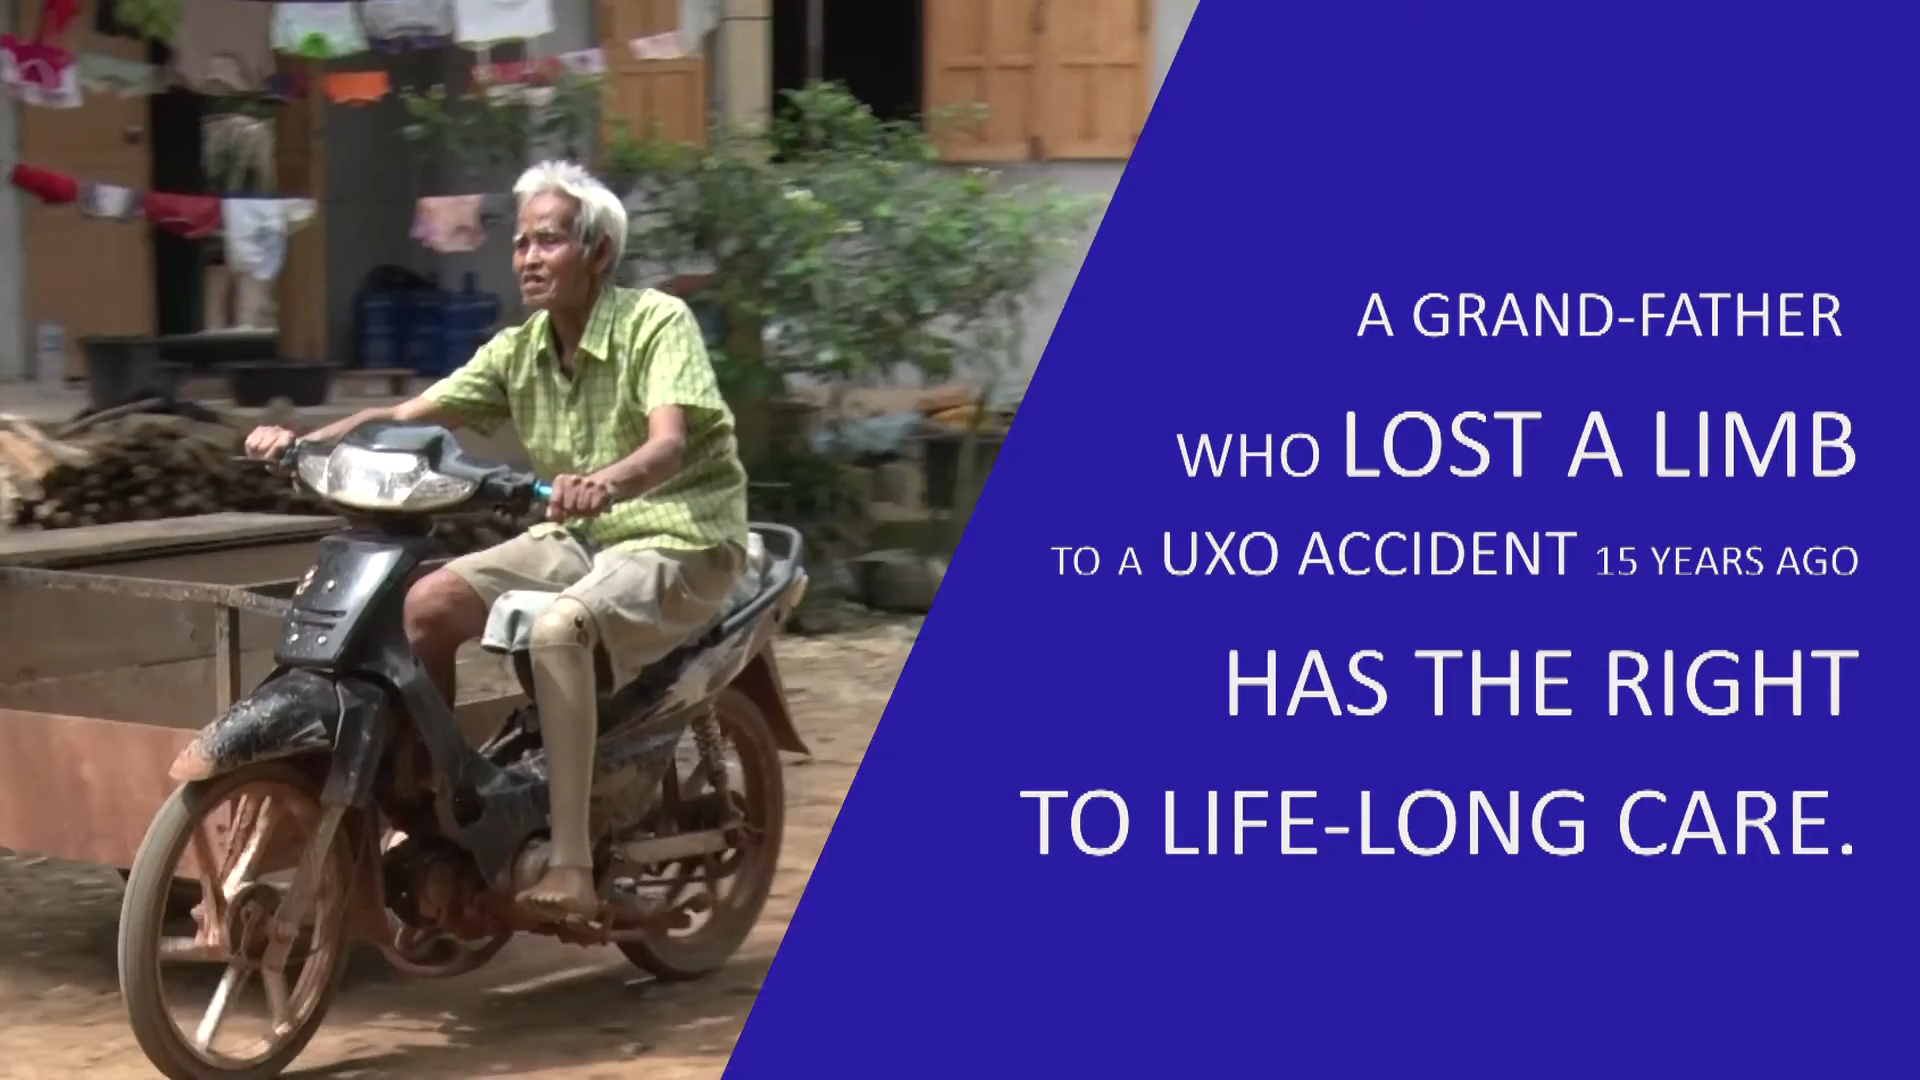 A GRAND-FATHER
WHO LOST A LIMB
TO A UXO ACCIDENT 15 YEARS AGO
HAS THE RIGHT
TO LIFE-LONG CARE.